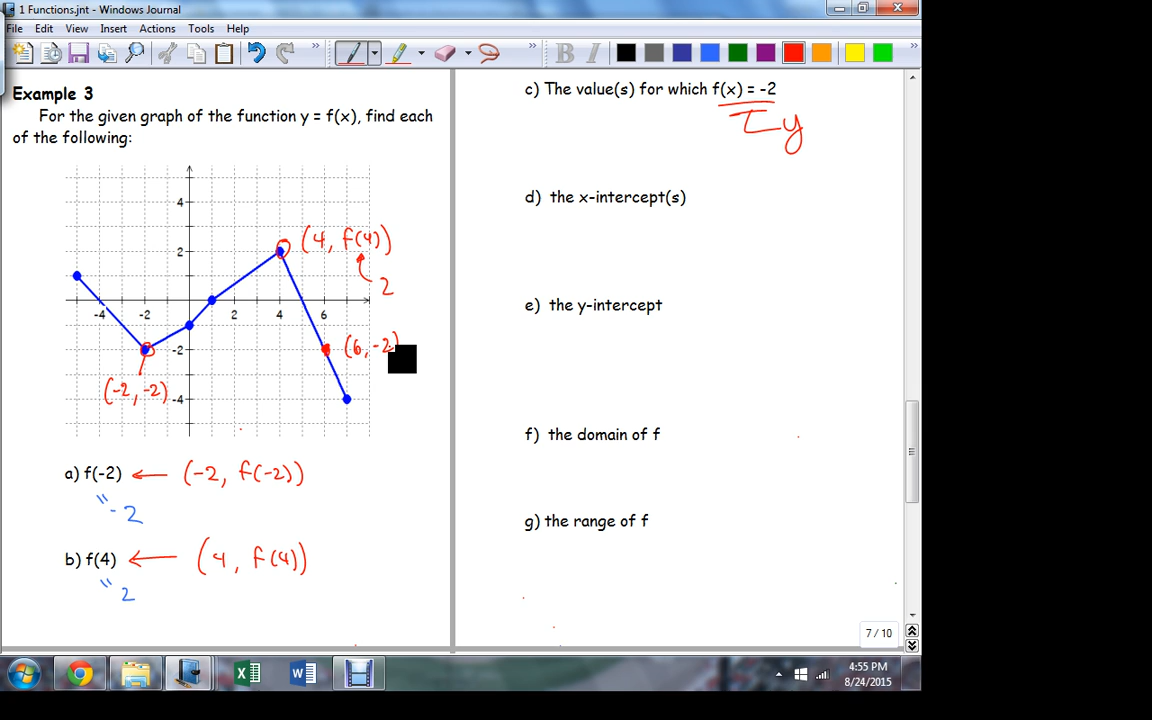 1 Functions.jnt - Windows Journal
File Edit View Insert Actions Tools Help
B I
Example 3
For the given graph of the function y = f(x), find each
of the following:
4
2
-4 -2 2 4 6
-2
-4
(4, f(4))
2
(6, -2)
(-2, -2)
a) f(-2) ← (-2, f(-2))
" -2
b) f(4) ← (4, f(4))
" 2
c) The value(s) for which f(x) = -2
y
d) the x-intercept(s)
e) the y-intercept
f) the domain of f
g) the range of f
7 / 10
4:55 PM
8/24/2015